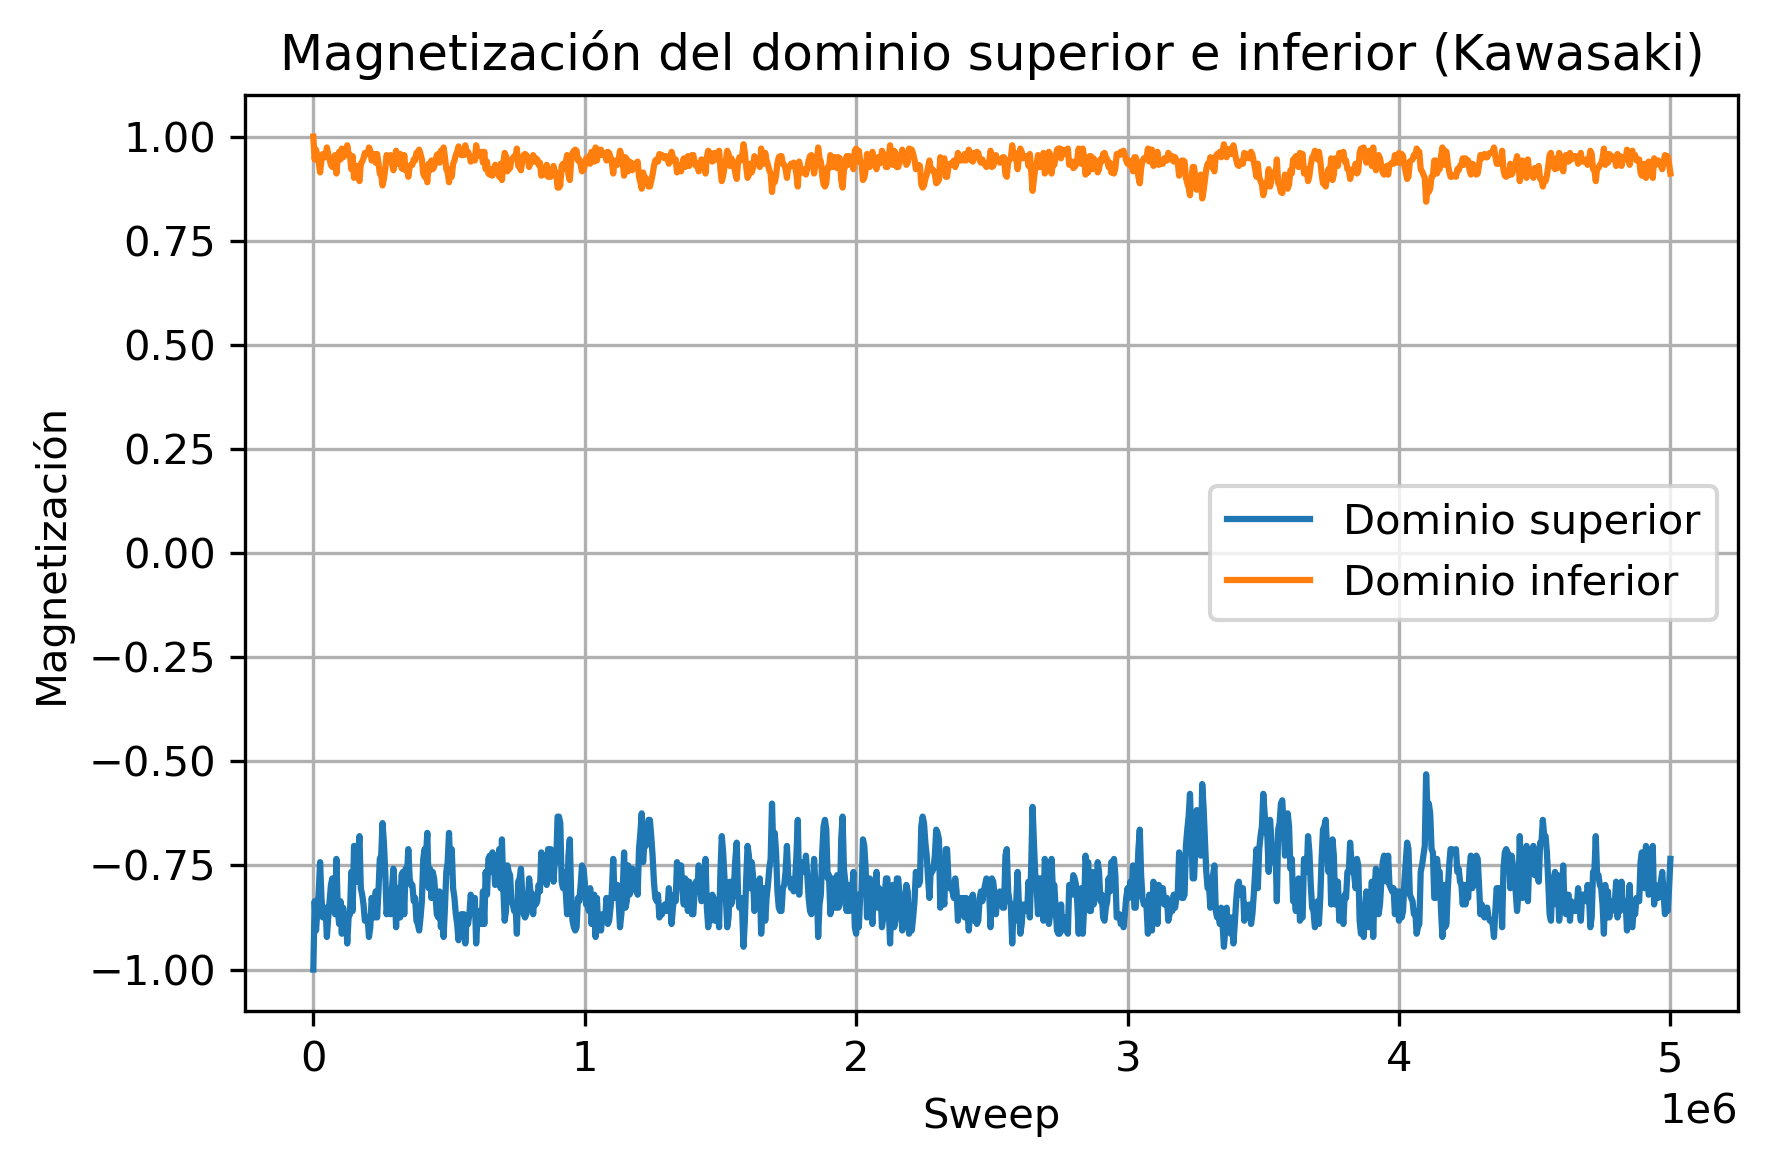 Magnetización del dominio superior e inferior (Kawasaki)
Magnetización
1.00
0.75
0.50
0.25
0.00
−0.25
−0.50
−0.75
−1.00
Dominio superior
Dominio inferior
0 1 2 3 4 5
1e6
Sweep